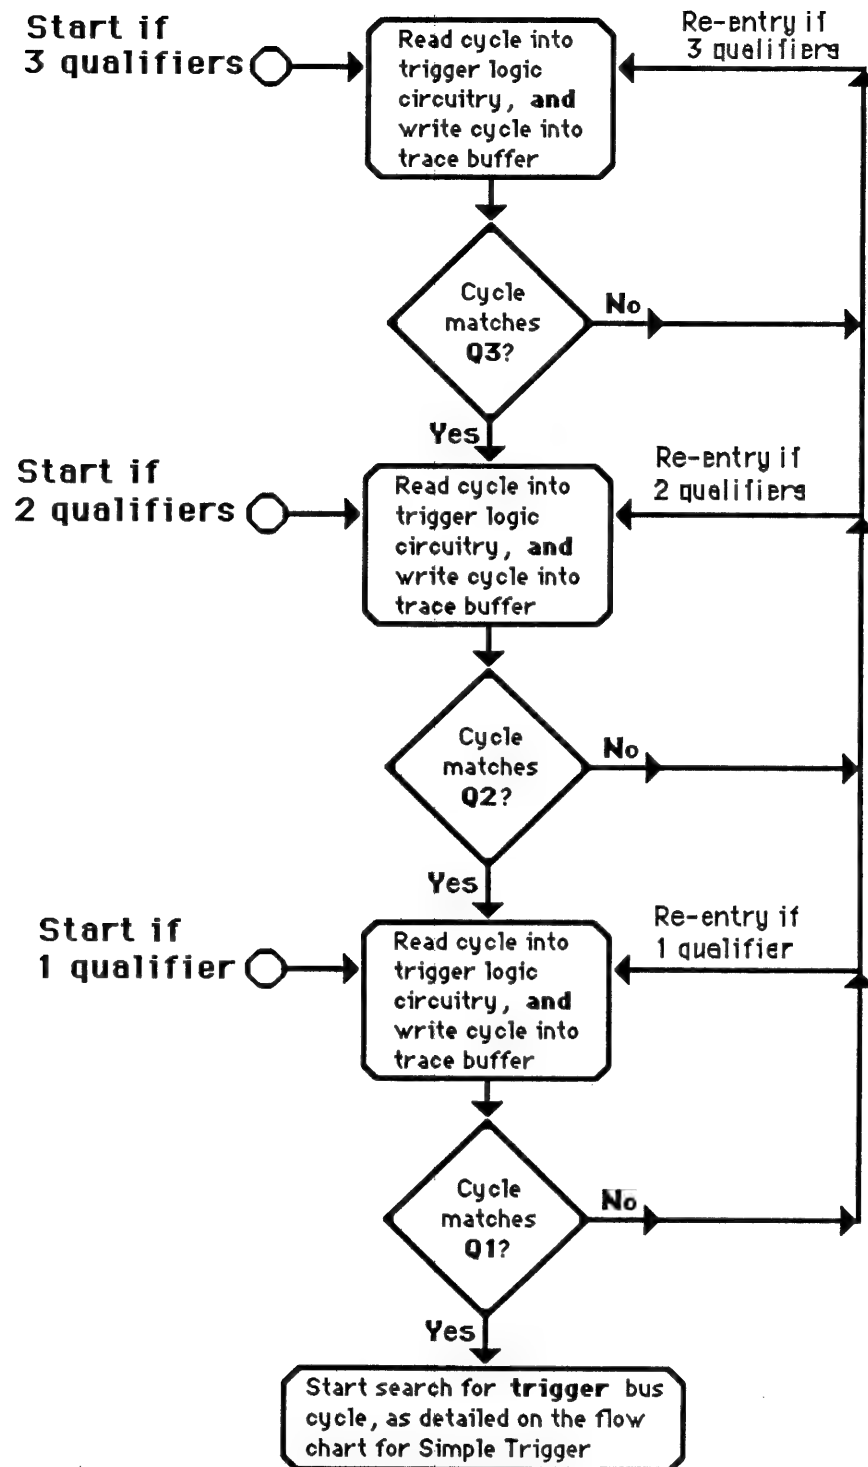 Start if
3 qualifiers
Read cycle into
trigger logic
circuitry, and
write cycle into
trace buffer
Re-entry if
3 qualifiers
Cycle
matches
Q3?
No
Yes
Start if
2 qualifiers
Read cycle into
trigger logic
circuitry, and
write cycle into
trace buffer
Re-entry if
2 qualifiers
Cycle
matches
Q2?
No
Yes
Start if
1 qualifier
Read cycle into
trigger logic
circuitry, and
write cycle into
trace buffer
Re-entry if
1 qualifier
Cycle
matches
Q1?
No
Yes
Start search for trigger bus
cycle, as detailed on the flow
chart for Simple Trigger